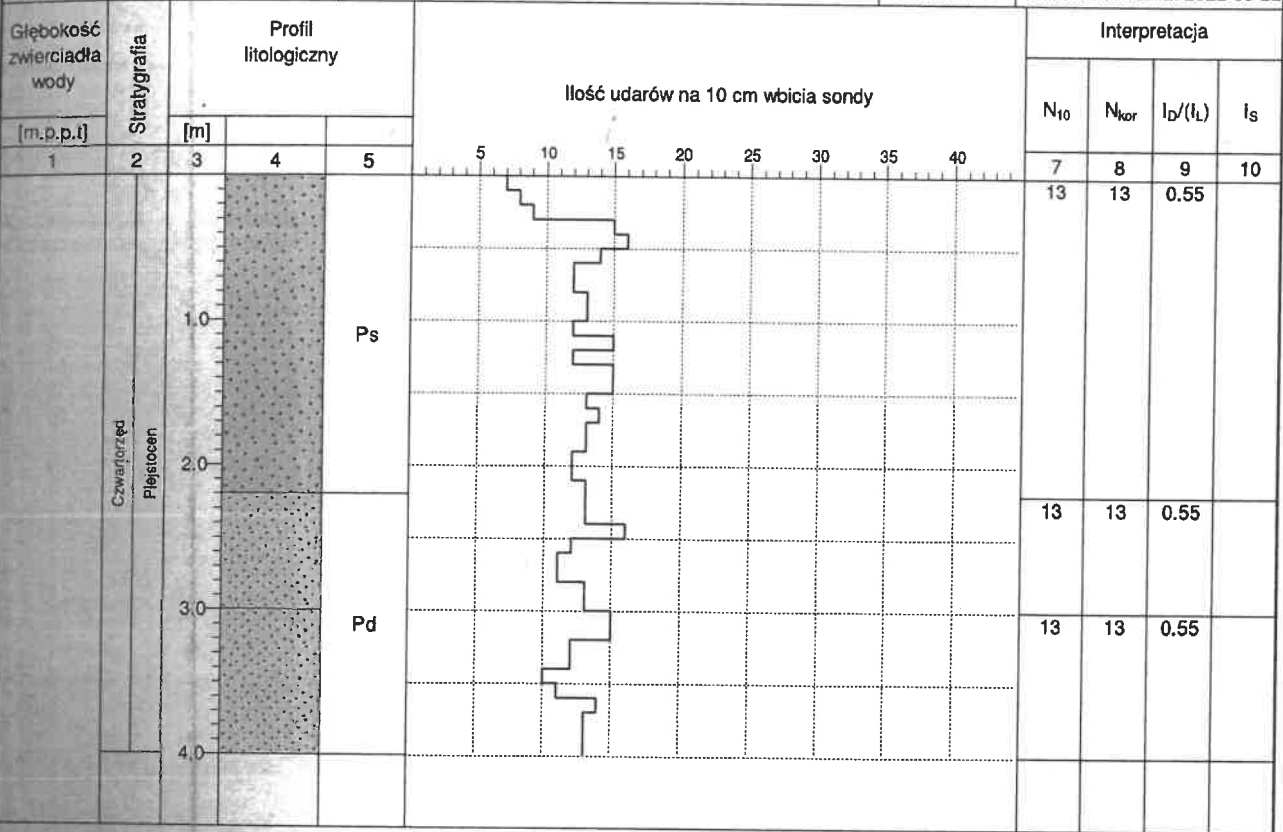 Głębokość
zwierciadła
wody
[m.p.p.t]
Stratygrafia
Profil
litologiczny
[m]
Ilość udarów na 10 cm wbicia sondy
Interpretacja
N10
Nkor
ID/(IL)
IS
1 2 3 4 5
5 10 15 20 25 30 35 40
7 8 9 10
13 13 0.55
1.0
Ps
Czwartorzęd
Plejstocen
2.0
13 13 0.55
3.0
Pd
13 13 0.55
4.0